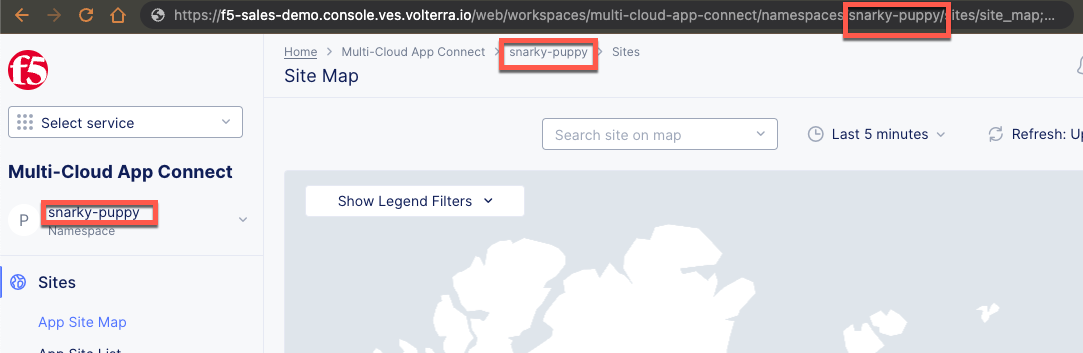 https://f5-sales-demo.console.ves.volterra.io/web/workspaces/multi-cloud-app-connect/namespaces/snarky-puppy/sites/site_map;...
f5
Home > Multi-Cloud App Connect > snarky-puppy > Sites
Site Map
Select service
Search site on map
Last 5 minutes
Refresh: Up
Multi-Cloud App Connect
Show Legend Filters
P
snarky-puppy
Namespace
Sites
App Site Map
App Site List